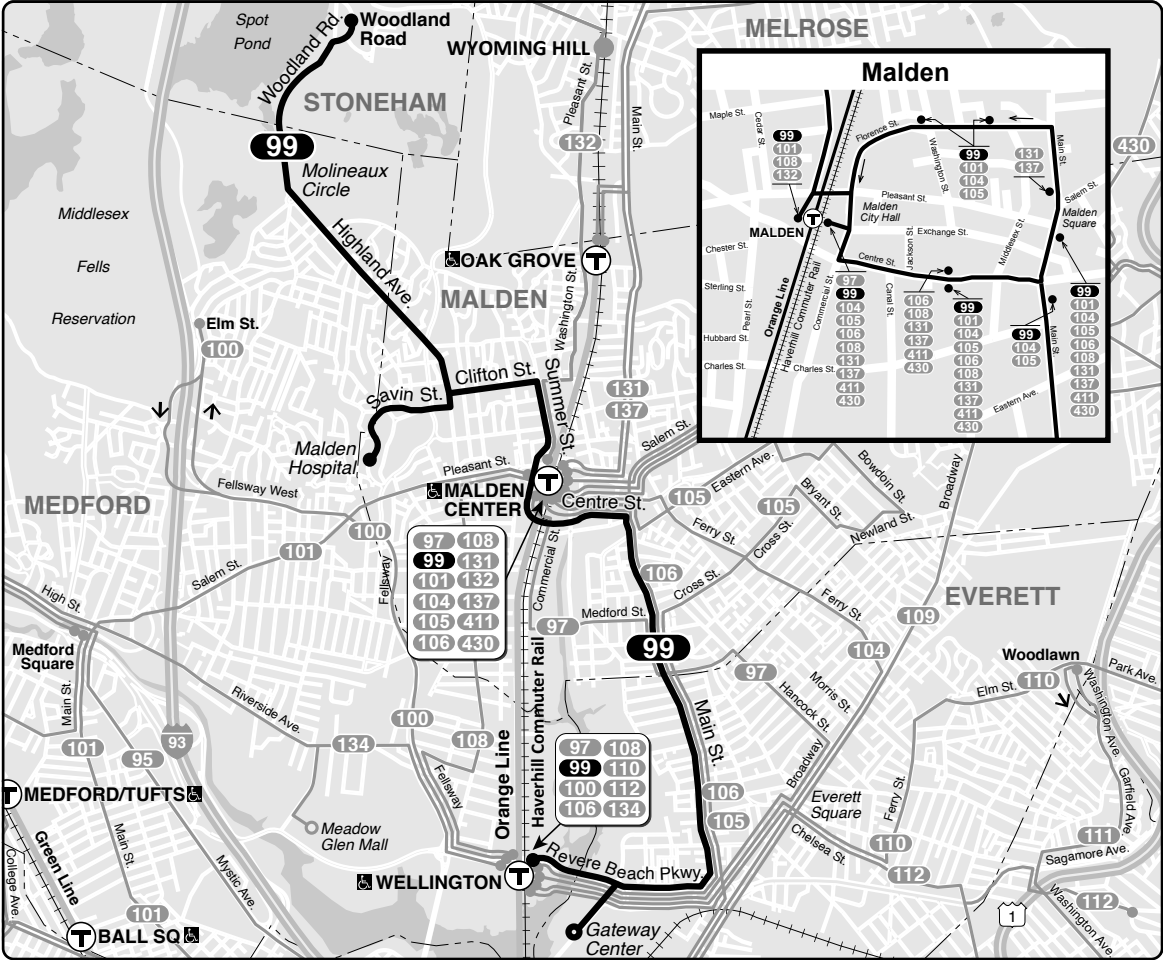 Spot
Pond
Woodland Rd.
Woodland
Road
WYOMING HILL
MELROSE
STONEHAM
Pleasant St.
Main St.
132
99
Molineaux
Circle
Middlesex
Fells
Reservation
Highland Ave.
OAK GROVE
T
MALDEN
Washington St.
Elm St.
100
Clifton St.
Summer St.
Savin St.
131
137
Malden
Hospital
Salem St.
Pleasant St.
T
MALDEN
CENTER
Centre St.
MEDFORD
Fellsway West
100
101
Salem St.
Fellsway
High St.
97 108
99 131
101 132
104 137
105 411
106 430
Commercial St.
105
Eastern Ave.
Bowdoin St.
Bryant St.
105
Newland St.
Broadway
Ferry St.
Cross St.
106
Cross St.
Medford St.
97
99
Ferry St.
EVERETT
109
104
Medford
Square
Main St.
Riverside Ave.
101
95
93
134
100
108
Fellsway
Orange Line
Haverhill Commuter Rail
97 108
99 110
100 112
106 134
Main St.
97
Hancock St.
Morris St.
Broadway
106
105
Woodlawn
Elm St.
110
Park Ave.
Washington Ave.
Garfield Ave.
Ferry St.
Everett
Square
Chelsea St.
110
112
111
Sagamore Ave.
112
Washington Ave.
1
T
MEDFORD/TUFTS
Green Line
College Ave.
Main St.
101
Mystic Ave.
T
BALL SQ
Meadow
Glen Mall
WELLINGTON
T
Revere Beach Pkwy.
Gateway
Center
430
Malden
Maple St.
Cedar St.
99
101
108
132
Florence St.
Washington St.
99
101
104
105
131
137
Main St.
Salem St.
Pleasant St.
Malden
City Hall
Malden
Square
MALDEN
T
Exchange St.
Jackson St.
Middlesex St.
Chester St.
Centre St.
Sterling St.
Pearl St.
Orange Line
Haverhill Commuter Rail
Commercial St.
Canal St.
Hubbard St.
Charles St.
Charles St.
97
99
104
105
106
108
131
137
411
430
106
108
131
137
411
430
99
101
104
105
106
108
131
137
411
430
99
104
105
Main St.
Eastern Ave.
99
101
104
105
106
108
131
137
411
430